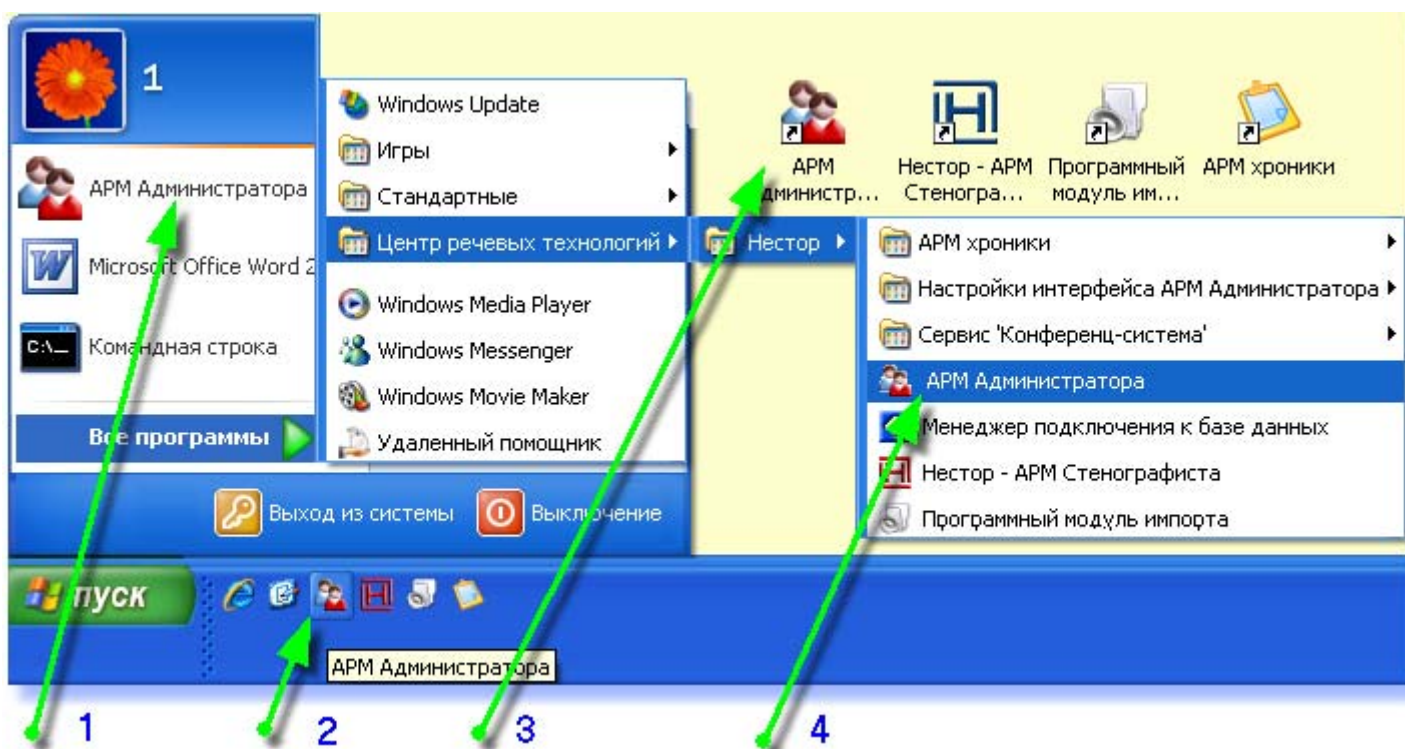 1
АРМ Администратора
Microsoft Office Word 2
C:\_
Командная строка
Все программы
Windows Update
Игры
Стандартные
Центр речевых технологий
Windows Media Player
Windows Messenger
Windows Movie Maker
Удаленный помощник
Нестор
АРМ хроники
Настройки интерфейса АРМ Администратора
Сервис 'Конференц-система'
АРМ Администратора
Менеджер подключения к базе данных
Нестор - АРМ Стенографиста
Программный модуль импорта
АРМ
дминистр...
Нестор - АРМ
Стеногра...
Программный
модуль им...
АРМ хроники
Выход из системы
Выключение
пуск
АРМ Администратора
1
2
3
4